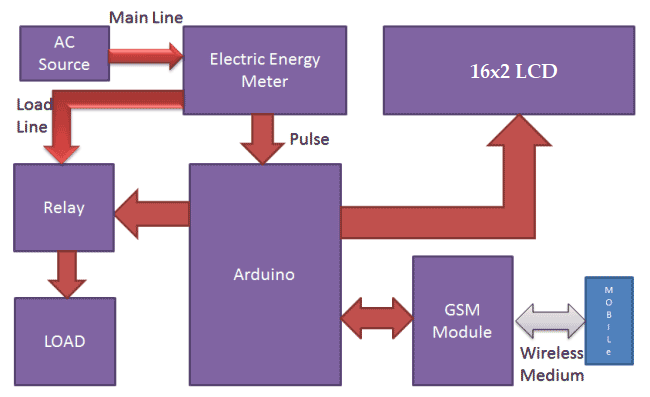 Main Line
AC
Source
Electric Energy
Meter
16x2 LCD
Load
Line
Pulse
Relay
Arduino
GSM
Module
MOBILe
Wireless
Medium
LOAD